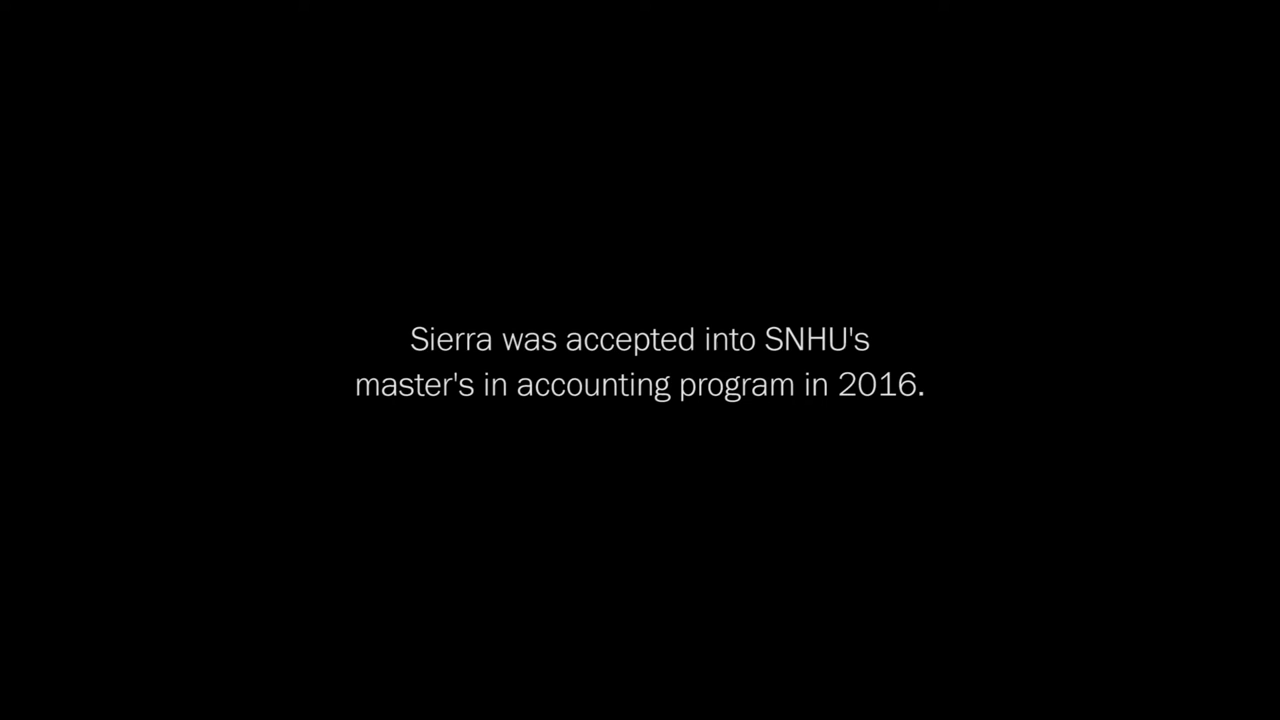 Sierra was accepted into SNHU's
master's in accounting program in 2016.